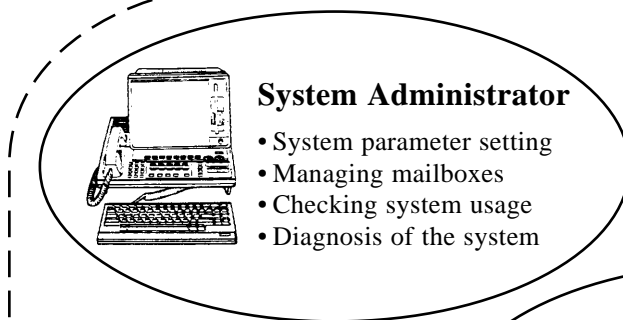 System Administrator
• System parameter setting
• Managing mailboxes
• Checking system usage
• Diagnosis of the system